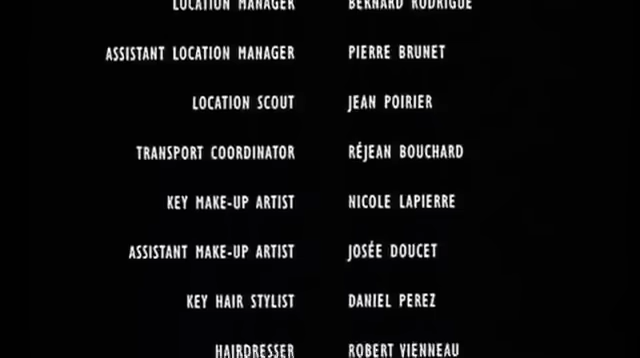 LOCATION MANAGER BERNARD RODRIGUE
ASSISTANT LOCATION MANAGER PIERRE BRUNET
LOCATION SCOUT JEAN POIRIER
TRANSPORT COORDINATOR RÉJEAN BOUCHARD
KEY MAKE-UP ARTIST NICOLE LAPIERRE
ASSISTANT MAKE-UP ARTIST JOSÉE DOUCET
KEY HAIR STYLIST DANIEL PEREZ
HAIRDRESSER ROBERT VIENNEAU